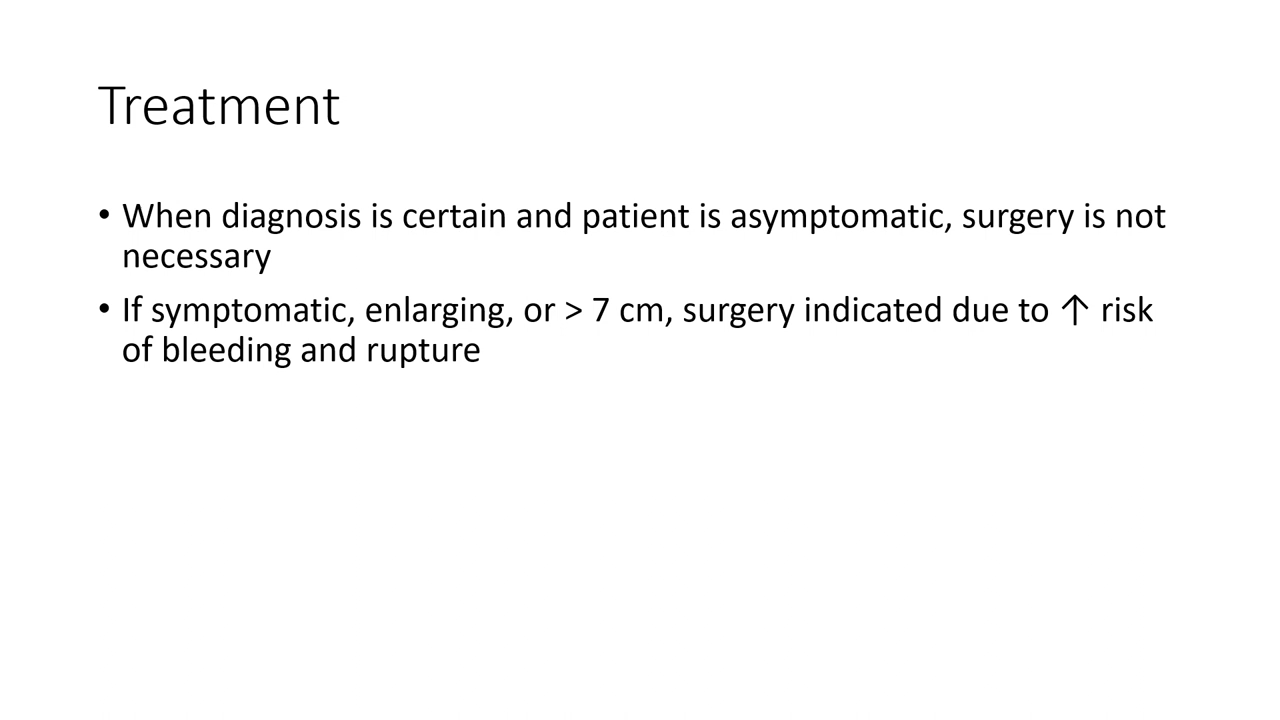 Treatment
• When diagnosis is certain and patient is asymptomatic, surgery is not
necessary
• If symptomatic, enlarging, or > 7 cm, surgery indicated due to ↑ risk
of bleeding and rupture